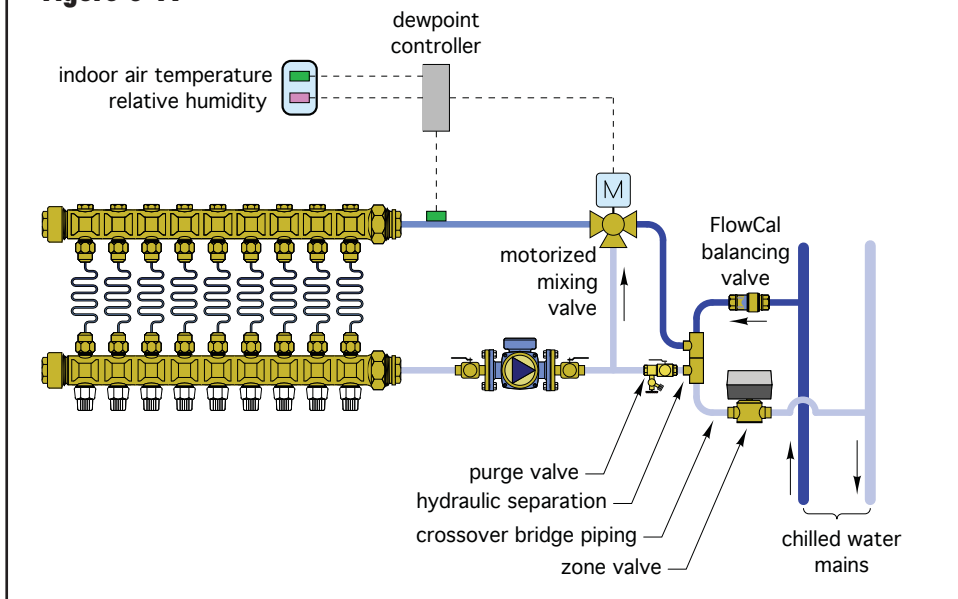 dewpoint
controller
indoor air temperature
relative humidity
M
FlowCal
balancing
valve
motorized
mixing
valve
purge valve
hydraulic separation
crossover bridge piping
zone valve
chilled water
mains